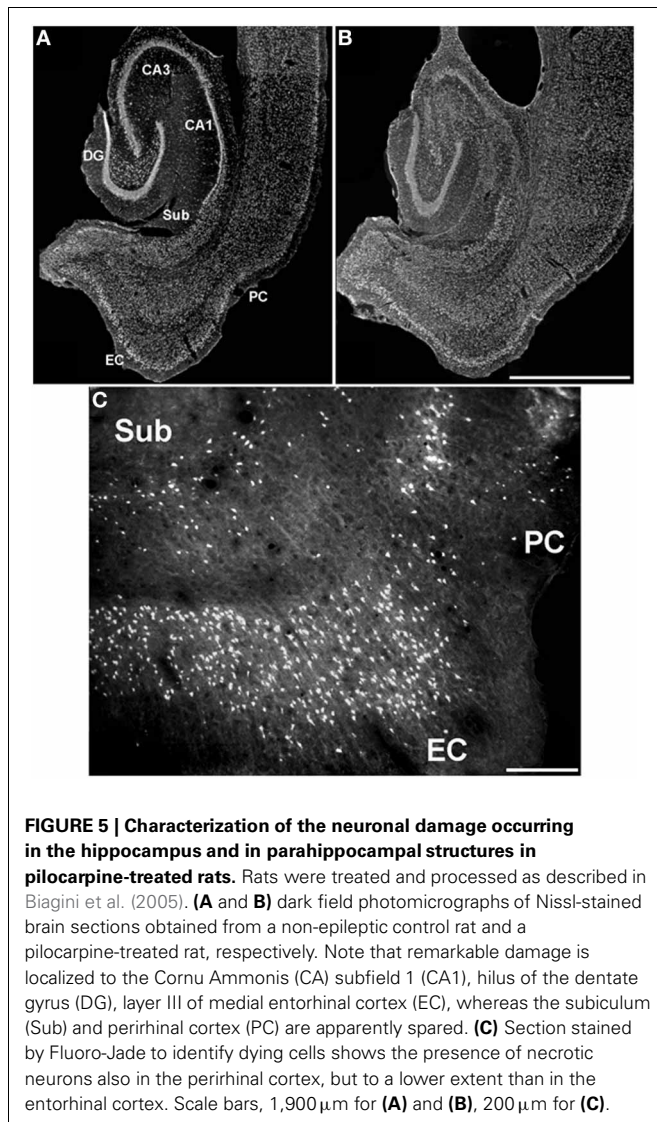 A
B
CA3
CA1
DG
Sub
PC
EC
C
Sub
PC
EC
FIGURE 5 | Characterization of the neuronal damage occurring
in the hippocampus and in parahippocampal structures in
pilocarpine-treated rats. Rats were treated and processed as described in
Biagini et al. (2005). (A and B) dark field photomicrographs of Nissl-stained
brain sections obtained from a non-epileptic control rat and a
pilocarpine-treated rat, respectively. Note that remarkable damage is
localized to the Cornu Ammonis (CA) subfield 1 (CA1), hilus of the dentate
gyrus (DG), layer III of medial entorhinal cortex (EC), whereas the subiculum
(Sub) and perirhinal cortex (PC) are apparently spared. (C) Section stained
by Fluoro-Jade to identify dying cells shows the presence of necrotic
neurons also in the perirhinal cortex, but to a lower extent than in the
entorhinal cortex. Scale bars, 1,900 μm for (A) and (B), 200 μm for (C).